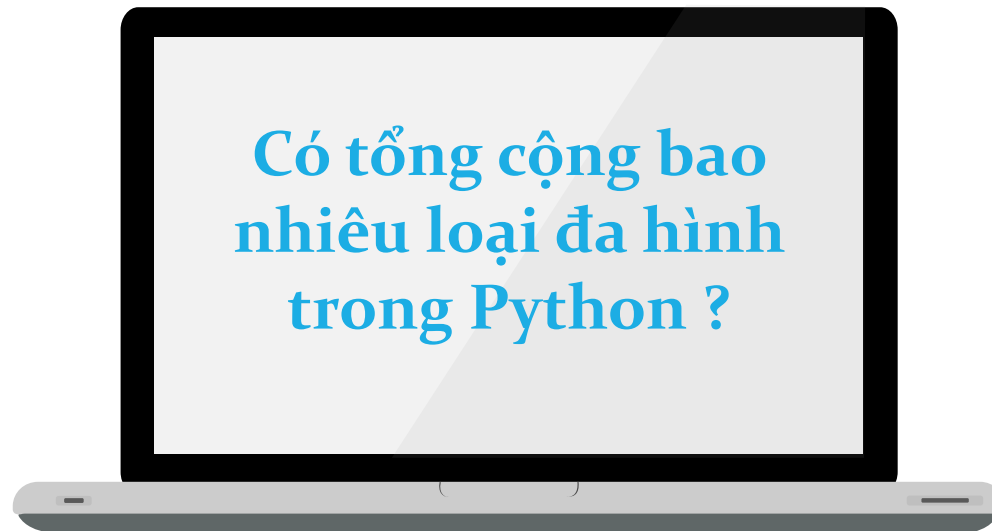 Có tổng cộng bao
nhiêu loại đa hình
trong Python ?